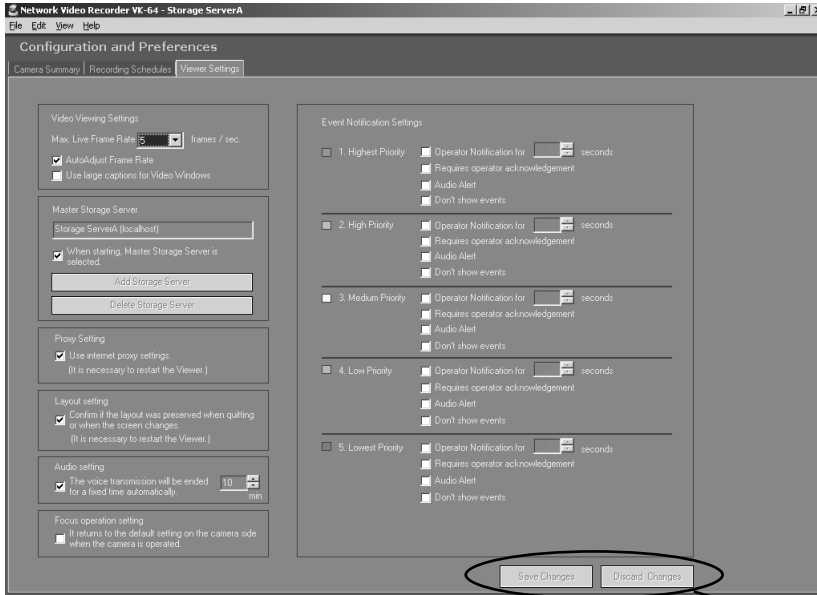 Network Video Recorder VK-64 - Storage ServerA
File Edit View Help
Configuration and Preferences
Camera Summary Recording Schedules Viewer Settings
Video Viewing Settings
Max. Live Frame Rate 5 frames / sec.
AutoAdjust Frame Rate
Use large captions for Video Windows
Master Storage Server
Storage ServerA (localhost)
When starting, Master Storage Server is
selected.
Add Storage Server
Delete Storage Server
Proxy Setting
Use internet proxy settings.
(It is necessary to restart the Viewer.)
Layout setting
Confirm if the layout was preserved when quitting
or when the screen changes.
(It is necessary to restart the Viewer.)
Audio setting
The voice transmission will be ended 10
for a fixed time automatically. min
Focus operation setting
It returns to the default setting on the camera side
when the camera is operated.
Event Notification Settings
1. Highest Priority Operator Notification for seconds
Requires operator acknowledgement
Audio Alert
Don't show events
2. High Priority Operator Notification for seconds
Requires operator acknowledgement
Audio Alert
Don't show events
3. Medium Priority Operator Notification for seconds
Requires operator acknowledgement
Audio Alert
Don't show events
4. Low Priority Operator Notification for seconds
Requires operator acknowledgement
Audio Alert
Don't show events
5. Lowest Priority Operator Notification for seconds
Requires operator acknowledgement
Audio Alert
Don't show events
Save Changes Discard Changes